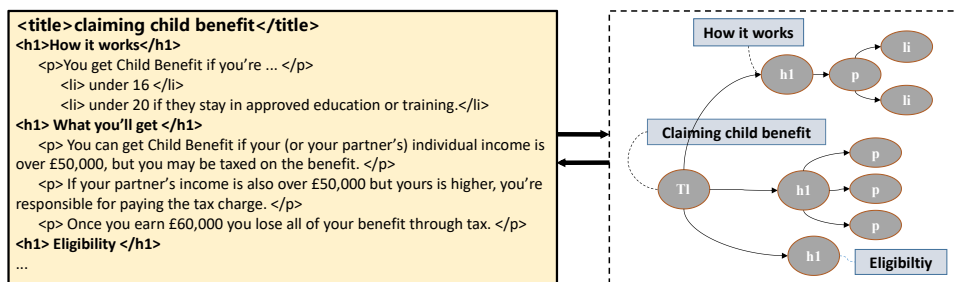 <title>claiming child benefit</title>
<h1>How it works</h1>
<p>You get Child Benefit if you're ... </p>
<li> under 16 </li>
<li> under 20 if they stay in approved education or training.</li>
<h1> What you'll get </h1>
<p> You can get Child Benefit if your (or your partner's) individual income is
over £50,000, but you may be taxed on the benefit. </p>
<p> If your partner's income is also over £50,000 but yours is higher, you're
responsible for paying the tax charge. </p>
<p> Once you earn £60,000 you lose all of your benefit through tax. </p>
<h1> Eligibility </h1>
...
How it works
li
h1
p
li
Claiming child benefit
p
T1
h1
p
p
h1
Eligibiltiy